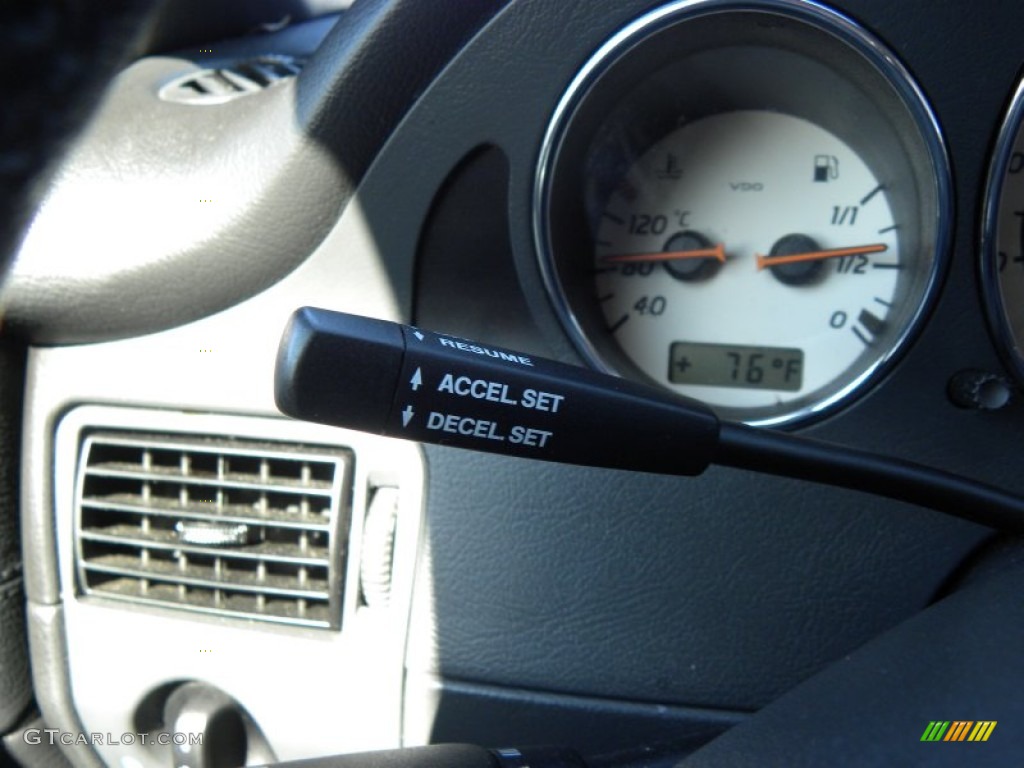 VDO
120 °C
1/1
80
1/2
40
0
+ 76°F
RESUME
ACCEL. SET
DECEL. SET
GTCARLOT.COM